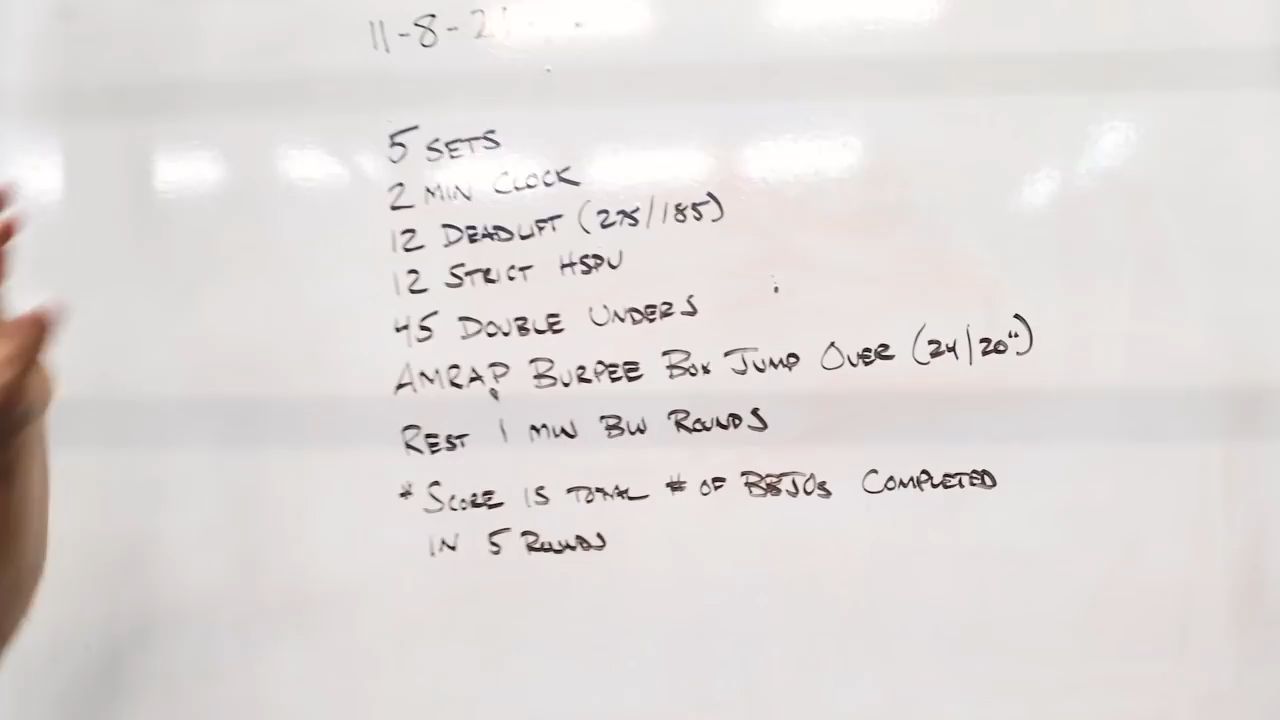 11-8-21
5 SETS
2 MIN CLOCK
12 DEADLIFT (275/185)
12 STRICT HSPU
45 DOUBLE UNDERS
AMRAP BURPEE BOX JUMP OVER (24/20")
REST 1 MIN BW ROUNDS
* SCORE IS TOTAL # OF BBJOS COMPLETED
IN 5 ROUNDS